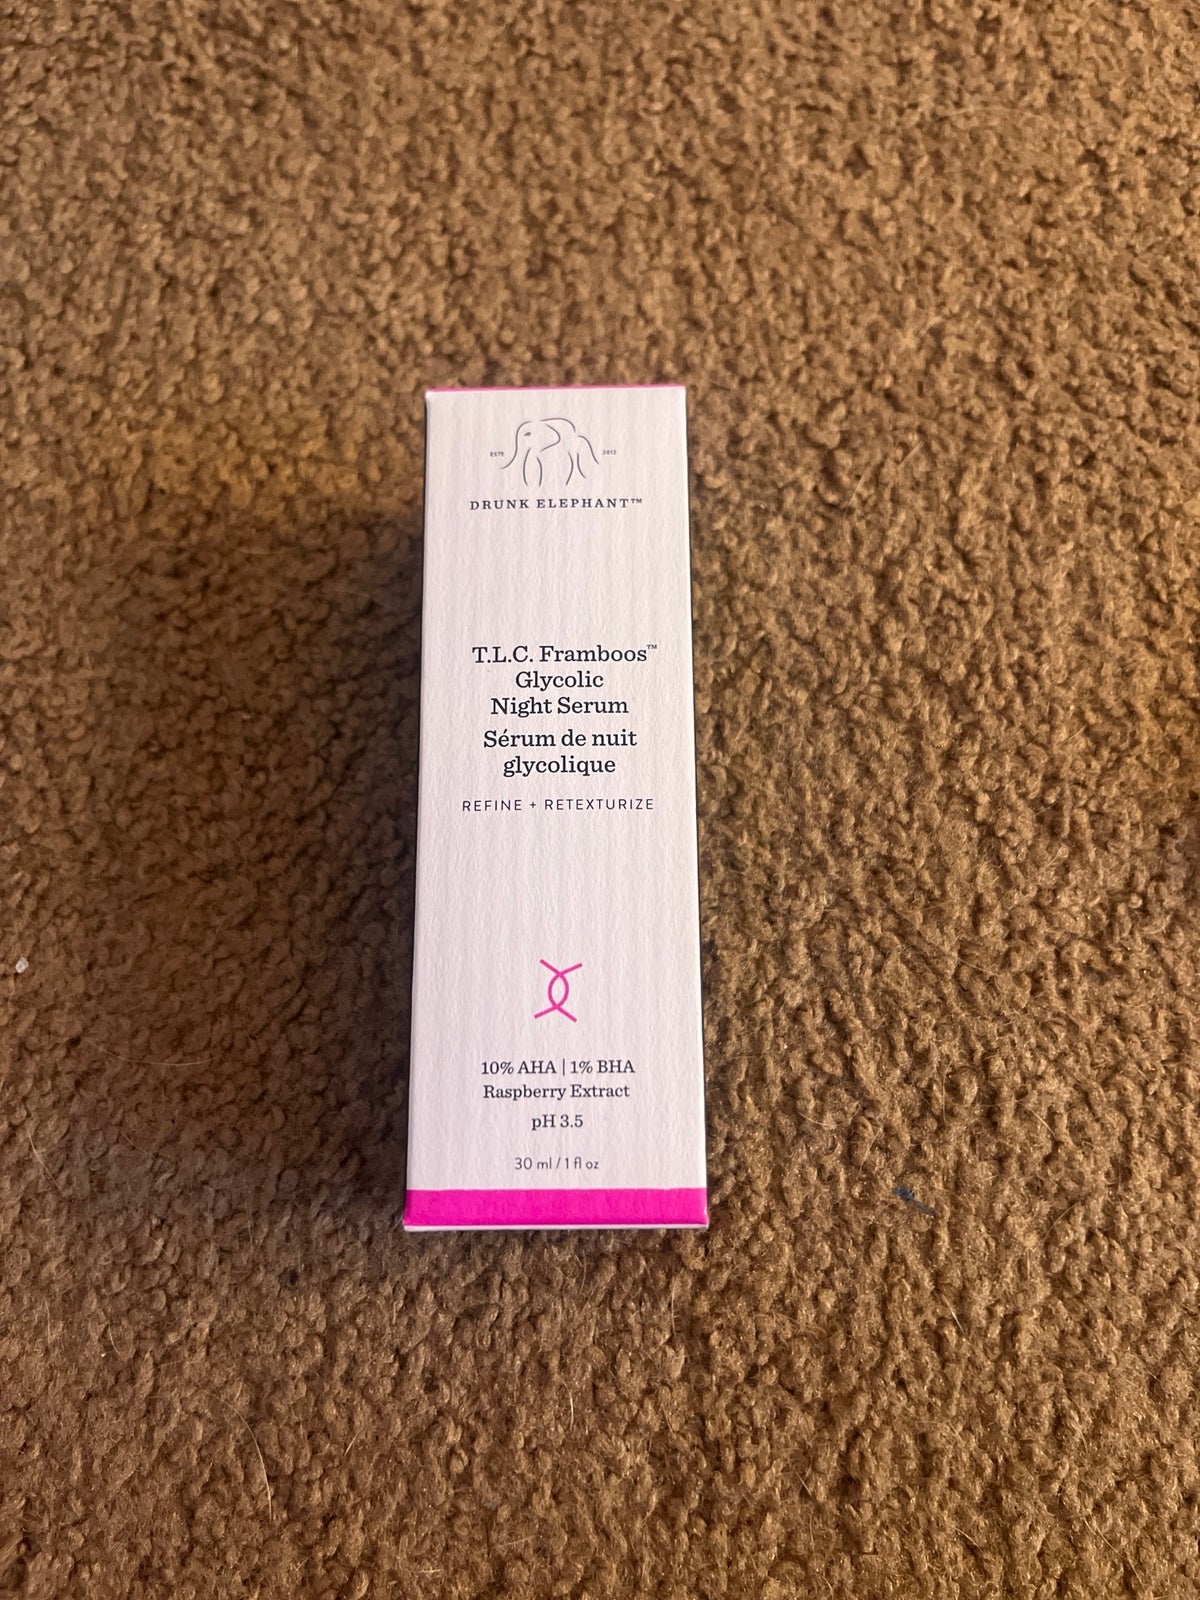 ESTD 2012
DRUNK ELEPHANT™
T.L.C. Framboos™
Glycolic
Night Serum
Sérum de nuit
glycolique
REFINE + RETEXTURIZE
10% AHA | 1% BHA
Raspberry Extract
pH 3.5
30 ml / 1 fl oz